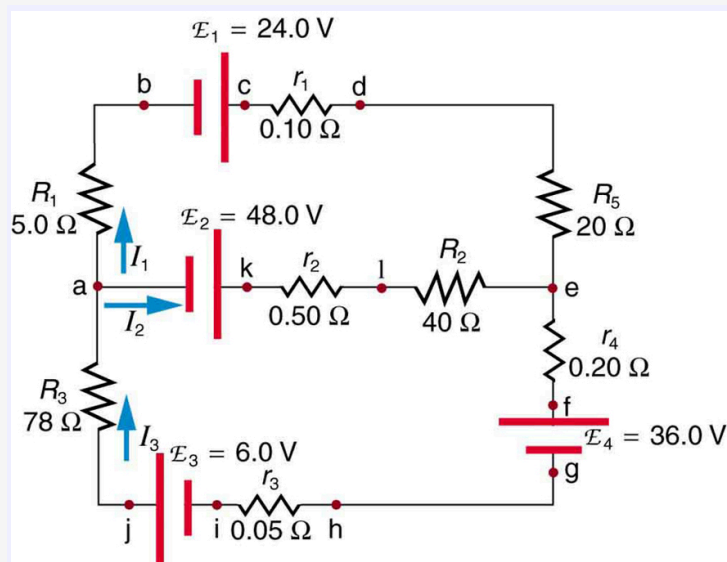 ℰ₁ = 24.0 V
b
c
r₁
d
0.10 Ω
R₁
5.0 Ω
I₁
ℰ₂ = 48.0 V
R₅
20 Ω
a
I₂
k
r₂
0.50 Ω
l
R₂
40 Ω
e
r₄
0.20 Ω
R₃
78 Ω
I₃
ℰ₃ = 6.0 V
f
ℰ₄ = 36.0 V
g
j
i
r₃
0.05 Ω
h